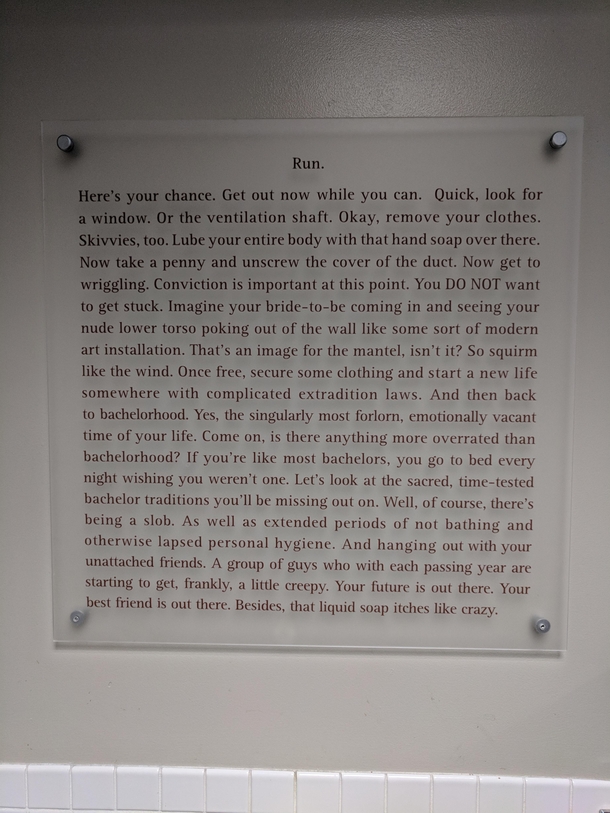 Run.
Here's your chance. Get out now while you can.  Quick, look for
a window. Or the ventilation shaft. Okay, remove your clothes.
Skivvies, too. Lube your entire body with that hand soap over there.
Now take a penny and unscrew the cover of the duct. Now get to
wriggling. Conviction is important at this point. You DO NOT want
to get stuck. Imagine your bride-to-be coming in and seeing your
nude lower torso poking out of the wall like some sort of modern
art installation. That's an image for the mantel, isn't it? So squirm
like the wind. Once free, secure some clothing and start a new life
somewhere with complicated extradition laws. And then back
to bachelorhood. Yes, the singularly most forlorn, emotionally vacant
time of your life. Come on, is there anything more overrated than
bachelorhood? If you're like most bachelors, you go to bed every
night wishing you weren't one. Let's look at the sacred, time-tested
bachelor traditions you'll be missing out on. Well, of course, there's
being a slob. As well as extended periods of not bathing and
otherwise lapsed personal hygiene. And hanging out with your
unattached friends. A group of guys who with each passing year are
starting to get, frankly, a little creepy. Your future is out there. Your
best friend is out there. Besides, that liquid soap itches like crazy.